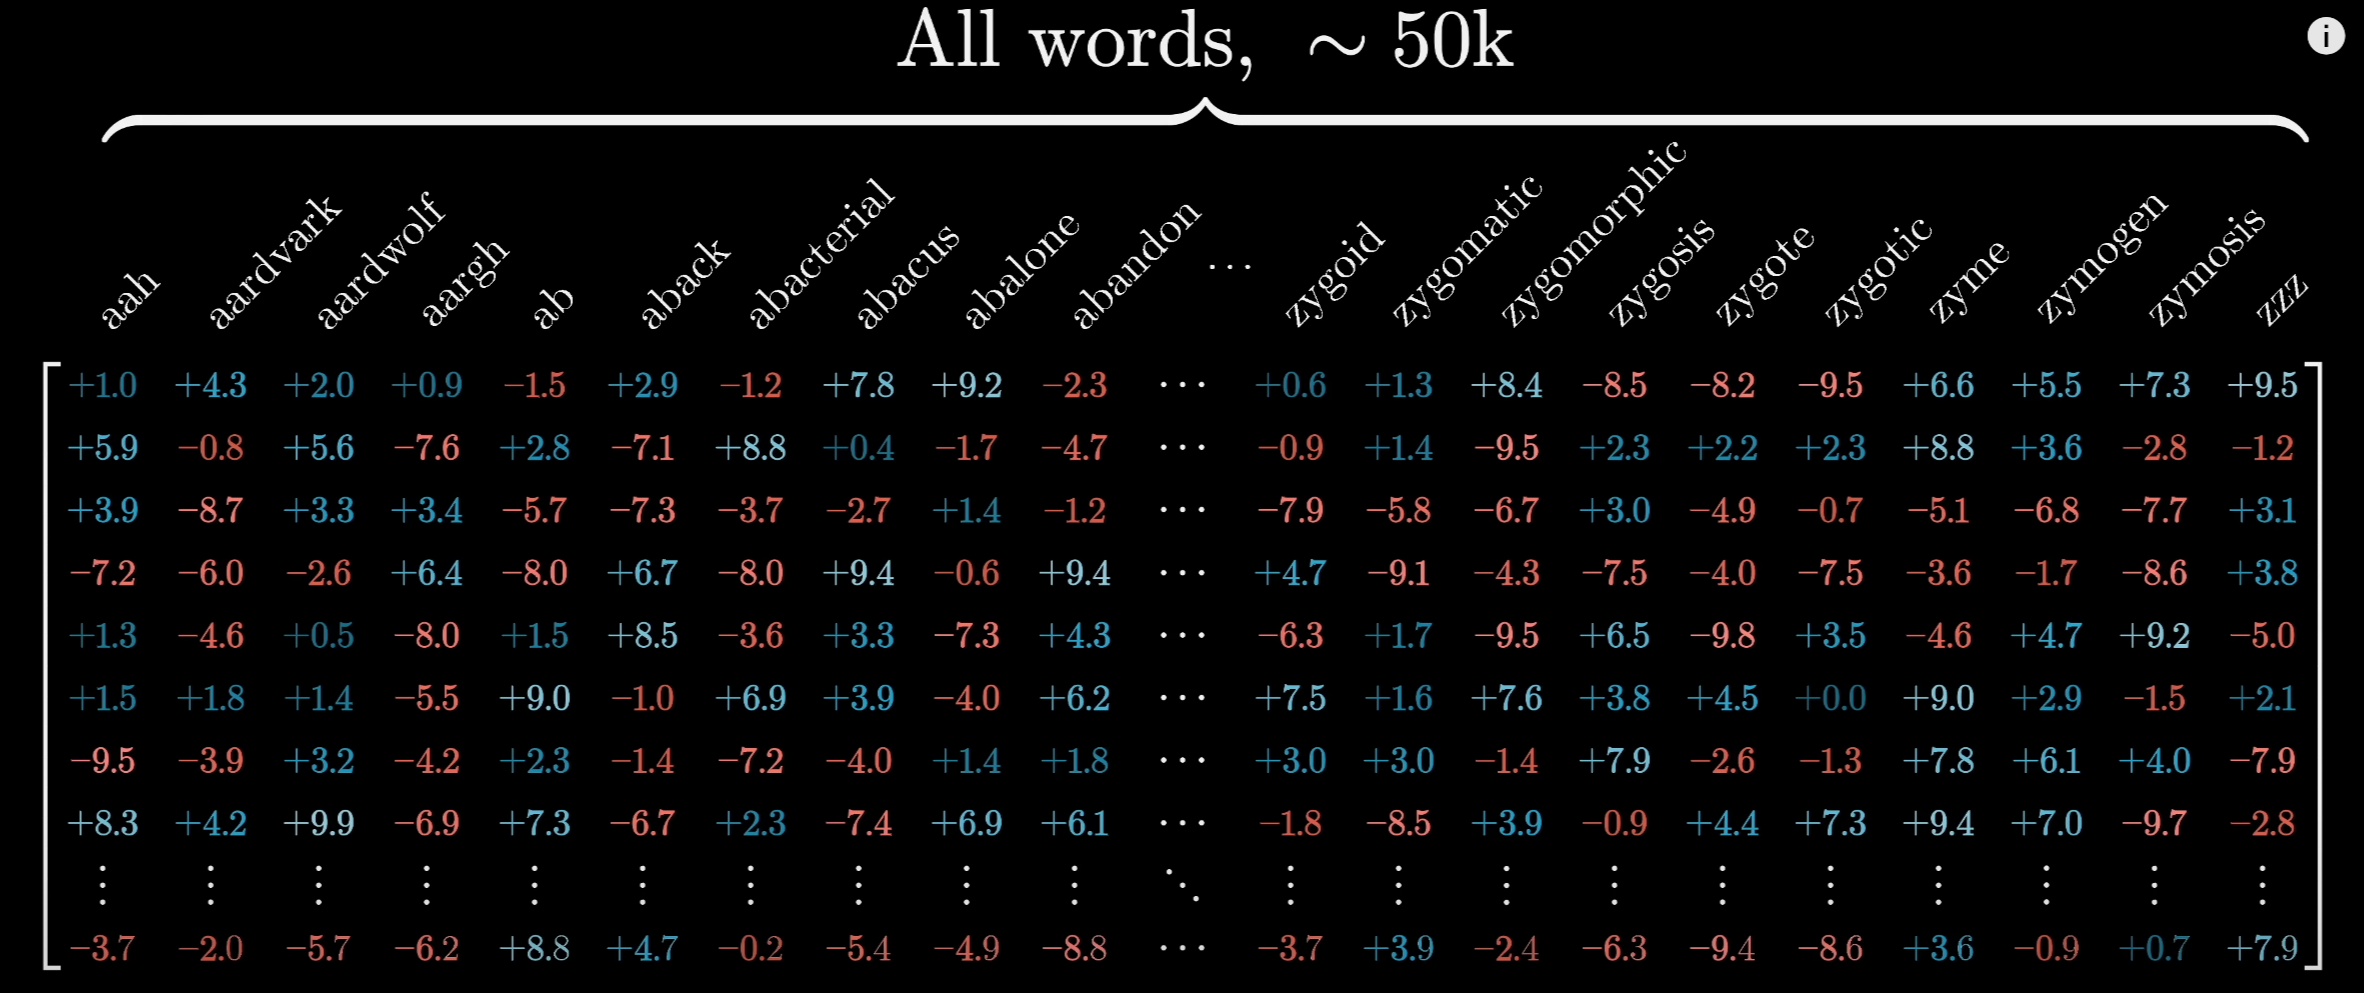 All words, ∼ 50k
i
aah aardvark aardwolf aargh ab aback abacterial abacus abalone abandon ⋯ zygoid zygomatic zygomorphic zygosis zygote zygotic zyme zymogen zymosis zzz
+1.0 +4.3 +2.0 +0.9 −1.5 +2.9 −1.2 +7.8 +9.2 −2.3 ⋯ +0.6 +1.3 +8.4 −8.5 −8.2 −9.5 +6.6 +5.5 +7.3 +9.5
+5.9 −0.8 +5.6 −7.6 +2.8 −7.1 +8.8 +0.4 −1.7 −4.7 ⋯ −0.9 +1.4 −9.5 +2.3 +2.2 +2.3 +8.8 +3.6 −2.8 −1.2
+3.9 −8.7 +3.3 +3.4 −5.7 −7.3 −3.7 −2.7 +1.4 −1.2 ⋯ −7.9 −5.8 −6.7 +3.0 −4.9 −0.7 −5.1 −6.8 −7.7 +3.1
−7.2 −6.0 −2.6 +6.4 −8.0 +6.7 −8.0 +9.4 −0.6 +9.4 ⋯ +4.7 −9.1 −4.3 −7.5 −4.0 −7.5 −3.6 −1.7 −8.6 +3.8
+1.3 −4.6 +0.5 −8.0 +1.5 +8.5 −3.6 +3.3 −7.3 +4.3 ⋯ −6.3 +1.7 −9.5 +6.5 −9.8 +3.5 −4.6 +4.7 +9.2 −5.0
+1.5 +1.8 +1.4 −5.5 +9.0 −1.0 +6.9 +3.9 −4.0 +6.2 ⋯ +7.5 +1.6 +7.6 +3.8 +4.5 +0.0 +9.0 +2.9 −1.5 +2.1
−9.5 −3.9 +3.2 −4.2 +2.3 −1.4 −7.2 −4.0 +1.4 +1.8 ⋯ +3.0 +3.0 −1.4 +7.9 −2.6 −1.3 +7.8 +6.1 +4.0 −7.9
+8.3 +4.2 +9.9 −6.9 +7.3 −6.7 +2.3 −7.4 +6.9 +6.1 ⋯ −1.8 −8.5 +3.9 −0.9 +4.4 +7.3 +9.4 +7.0 −9.7 −2.8
⋮ ⋮ ⋮ ⋮ ⋮ ⋮ ⋮ ⋮ ⋮ ⋮ ⋱ ⋮ ⋮ ⋮ ⋮ ⋮ ⋮ ⋮ ⋮ ⋮ ⋮
−3.7 −2.0 −5.7 −6.2 +8.8 +4.7 −0.2 −5.4 −4.9 −8.8 ⋯ −3.7 +3.9 −2.4 −6.3 −9.4 −8.6 +3.6 −0.9 +0.7 +7.9